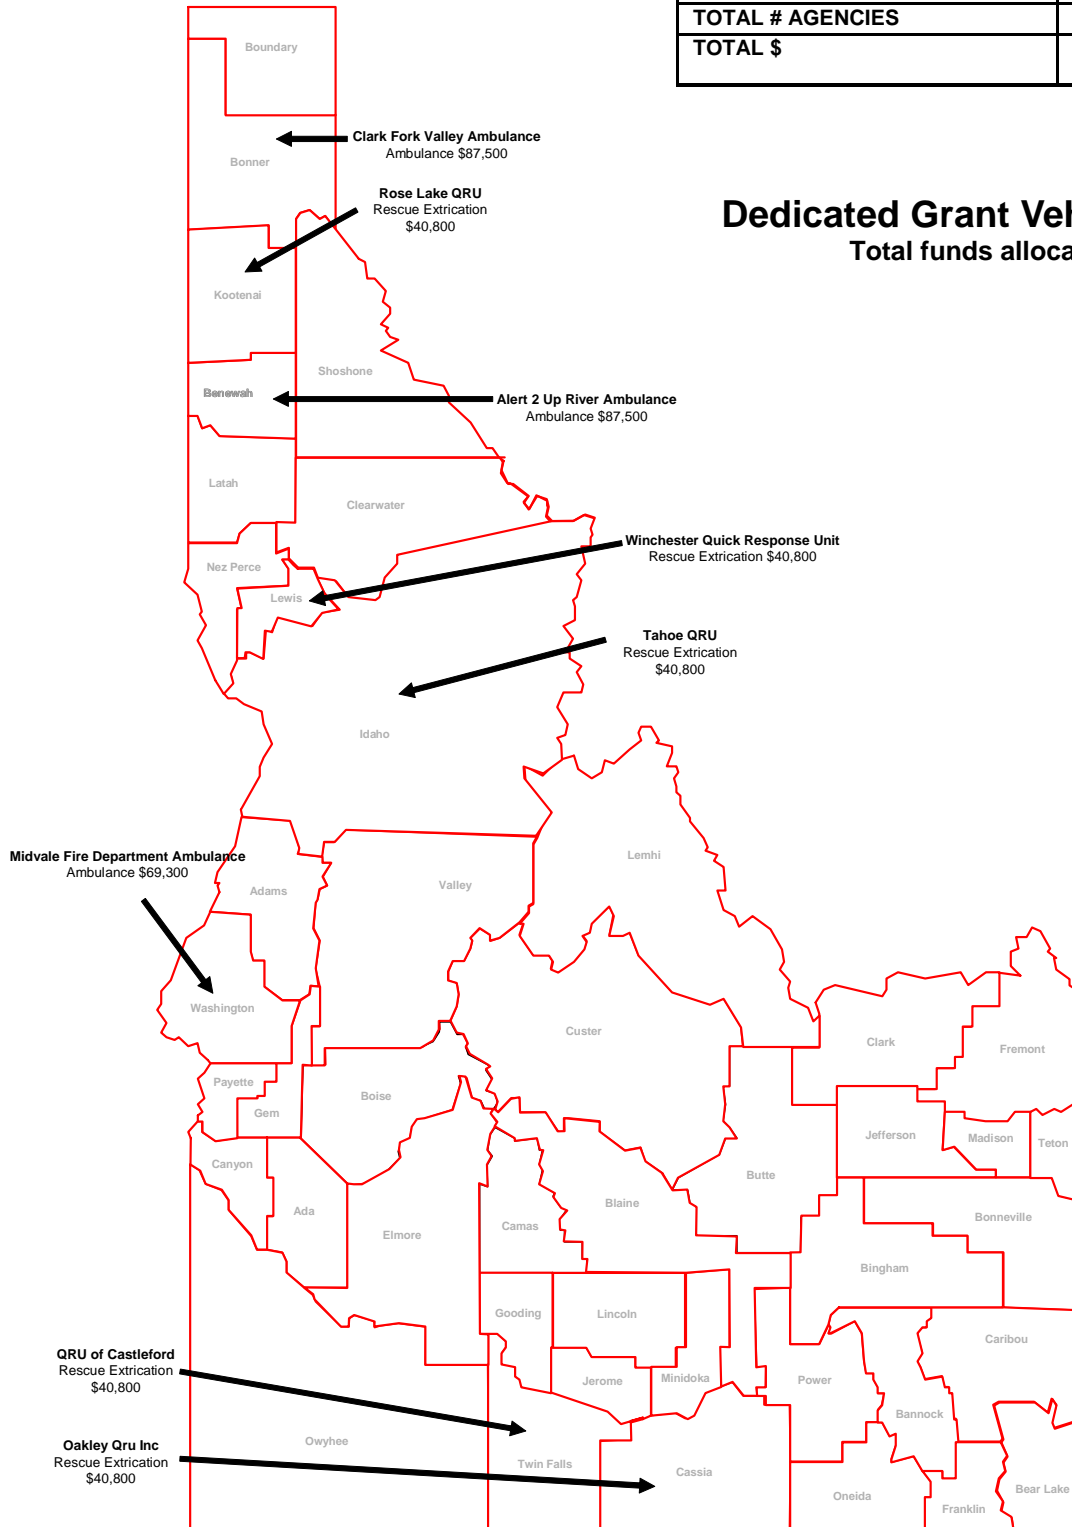 TOTAL # AGENCIES
TOTAL $
Boundary
Clark Fork Valley Ambulance
Ambulance $87,500
Bonner
Rose Lake QRU
Rescue Extrication
$40,800
Dedicated Grant Veh
Total funds alloca
Kootenai
Shoshone
Benewah
Alert 2 Up River Ambulance
Ambulance $87,500
Latah
Clearwater
Winchester Quick Response Unit
Rescue Extrication $40,800
Nez Perce
Lewis
Tahoe QRU
Rescue Extrication
$40,800
Idaho
Midvale Fire Department Ambulance
Ambulance $69,300
Lemhi
Valley
Adams
Washington
Custer
Clark
Fremont
Payette
Boise
Gem
Jefferson
Madison
Teton
Canyon
Butte
Blaine
Ada
Camas
Bonneville
Elmore
Bingham
Gooding
Lincoln
Caribou
QRU of Castleford
Rescue Extrication
$40,800
Jerome
Minidoka
Power
Bannock
Oakley Qru Inc
Rescue Extrication
$40,800
Owyhee
Twin Falls
Cassia
Oneida
Bear Lake
Franklin